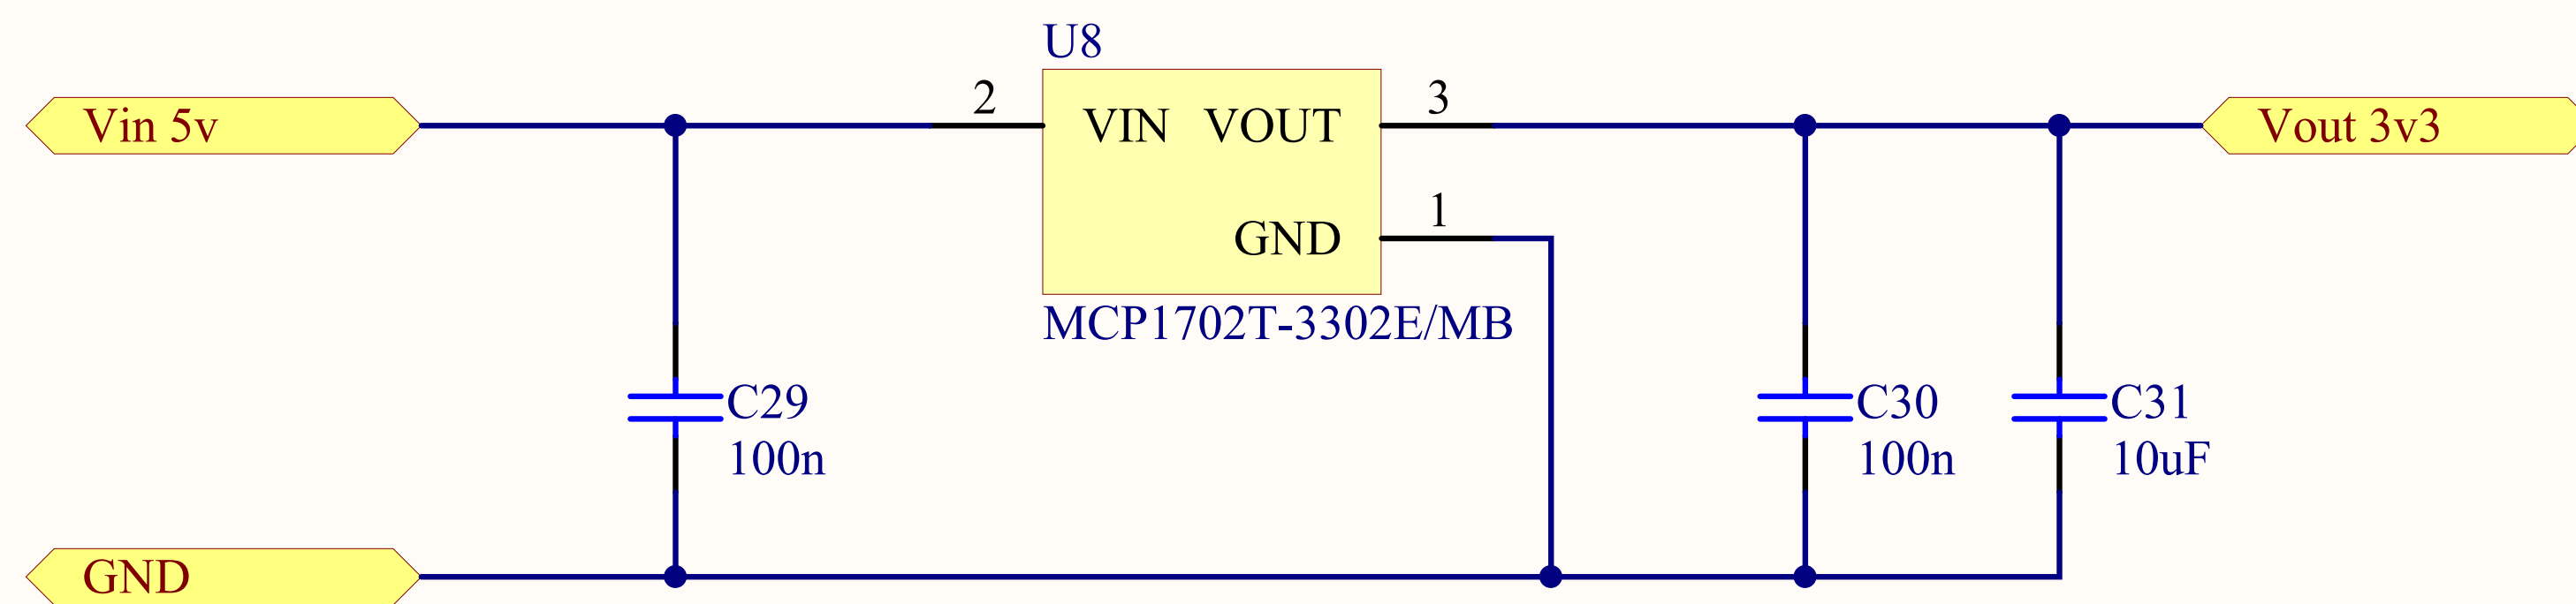 U8
Vin 5v
2
VIN VOUT
3
Vout 3v3
GND
1
MCP1702T-3302E/MB
C29
100n
C30
100n
C31
10uF
GND